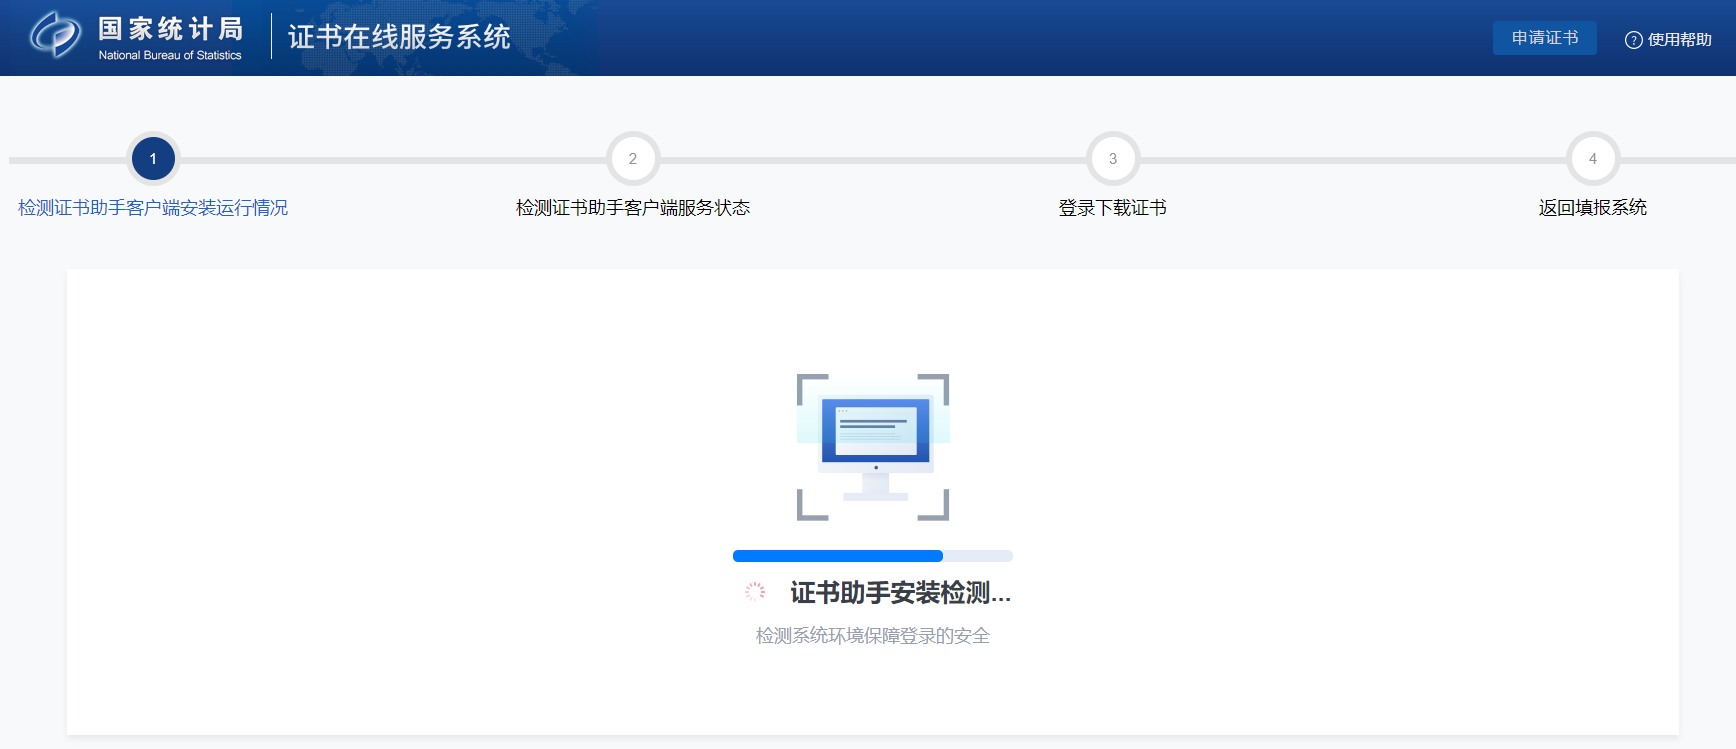 国家统计局
National Bureau of Statistics
证书在线服务系统
申请证书
? 使用帮助
1
2
3
4
检测证书助手客户端安装运行情况
检测证书助手客户端服务状态
登录下载证书
返回填报系统
证书助手安装检测...
检测系统环境保障登录的安全